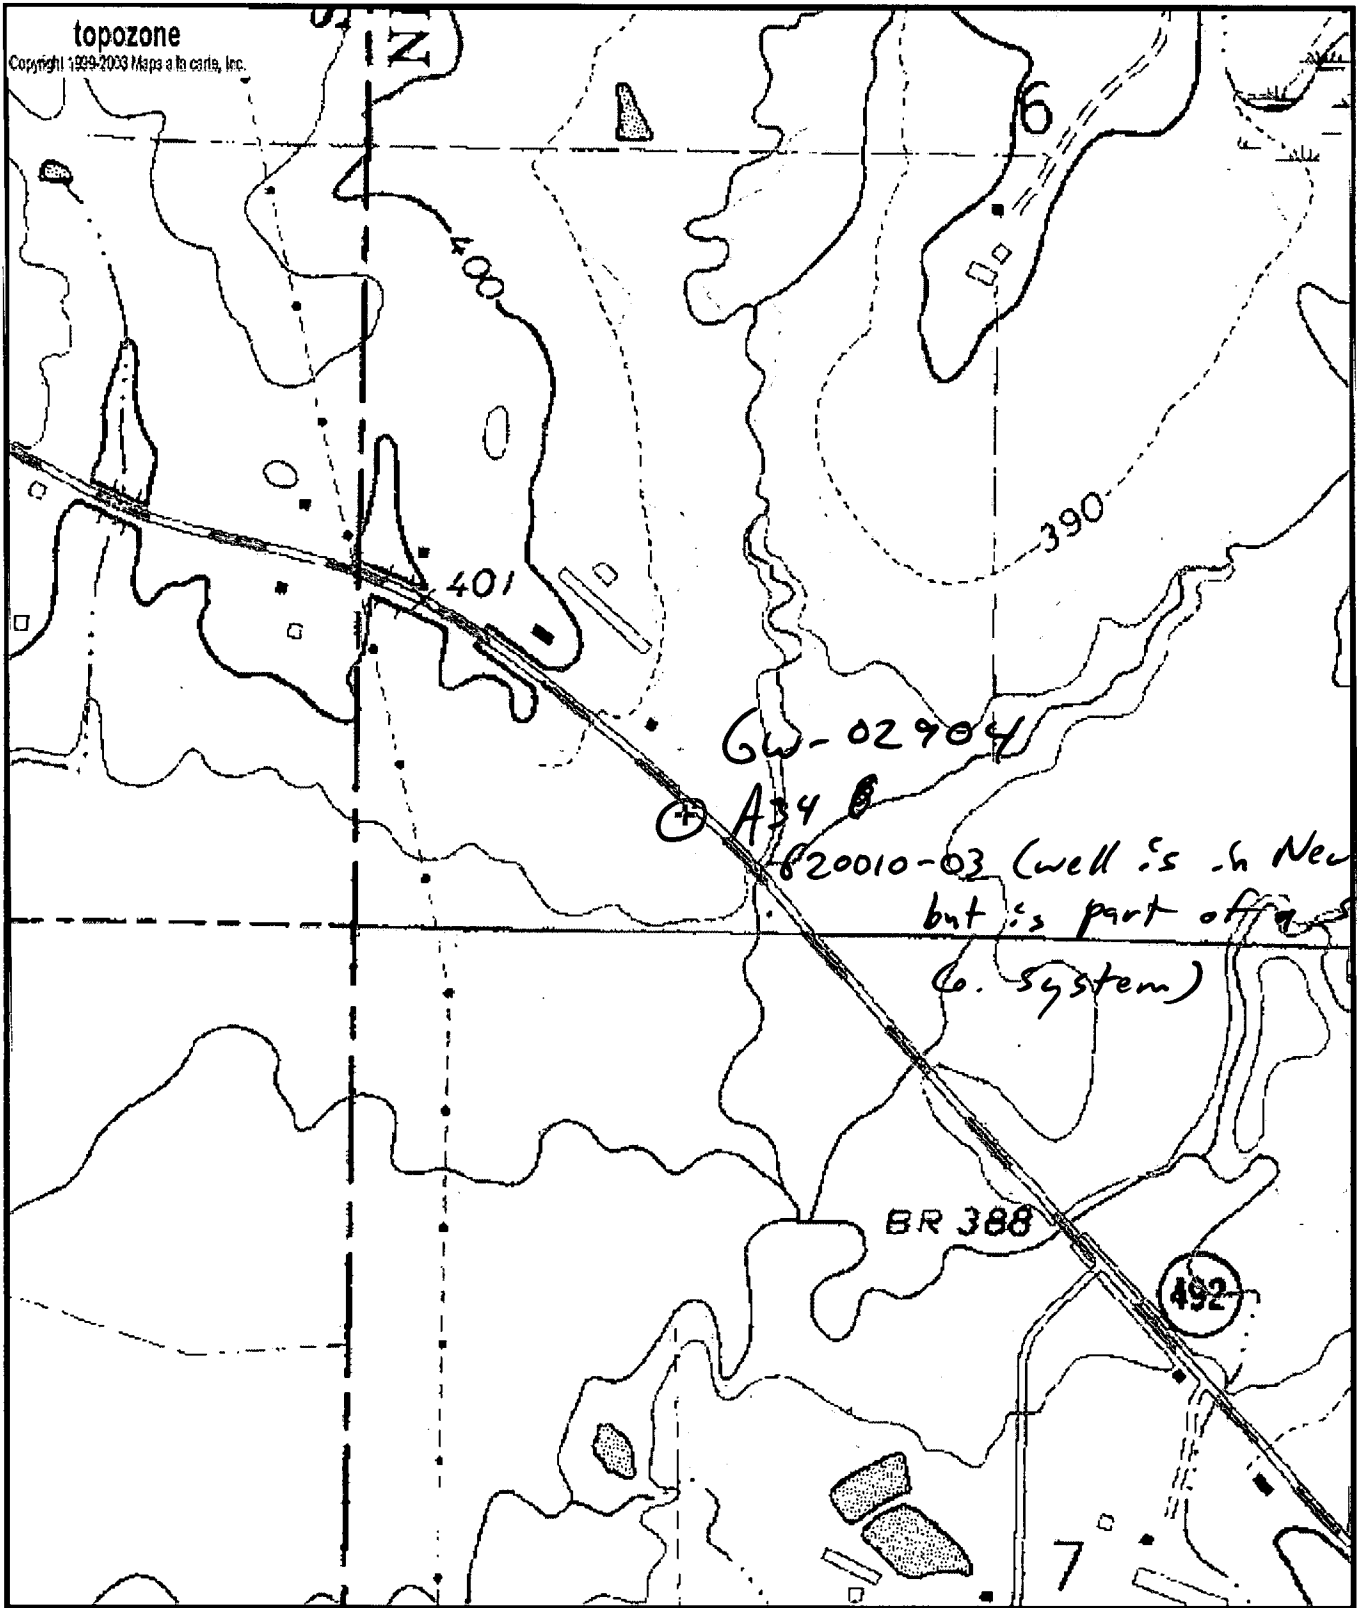 topozone
Copyright 1999-2003 Maps a la carte, Inc.
S
N
6
400
390
401
GW-02904
A34
620010-03 (well is in New
but is part of a S
Co. system)
BR 388
492
7